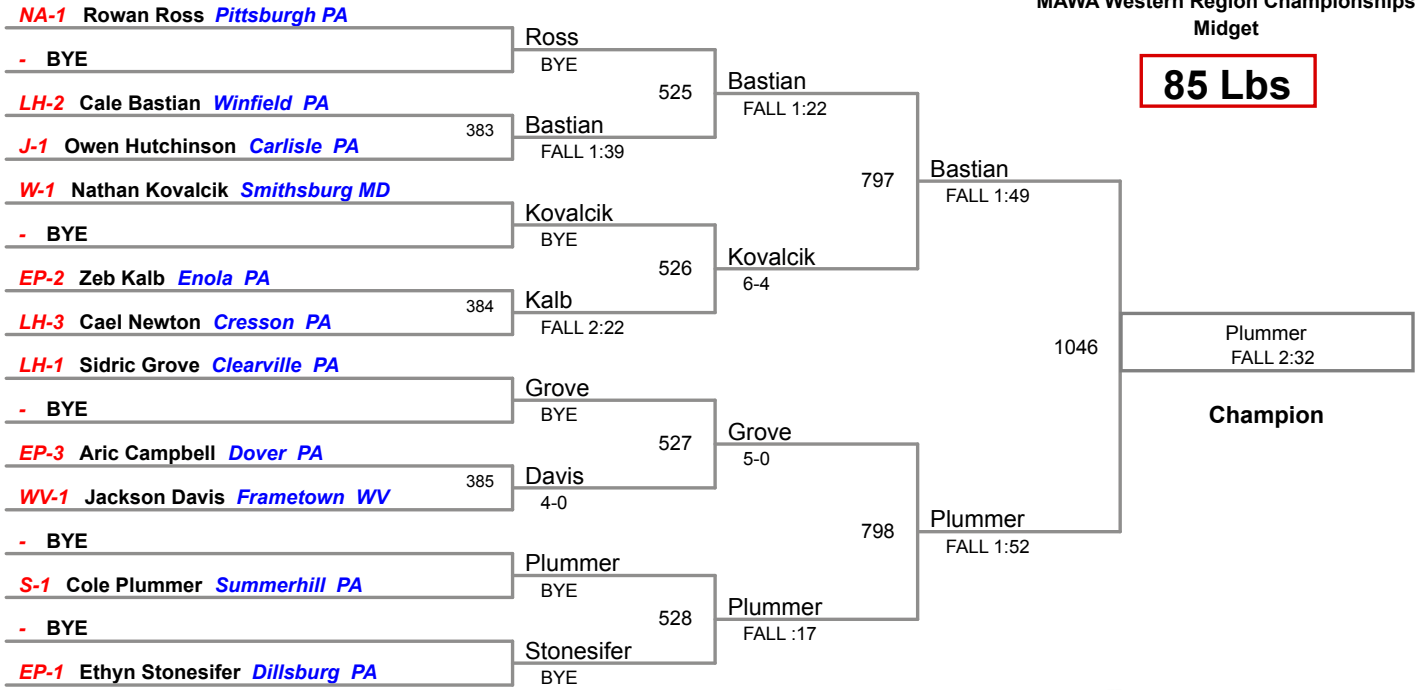 MAWA Western Region Championships
Midget
85 Lbs
NA-1 Rowan Ross Pittsburgh PA
- BYE
LH-2 Cale Bastian Winfield PA
J-1 Owen Hutchinson Carlisle PA
W-1 Nathan Kovalcik Smithsburg MD
- BYE
EP-2 Zeb Kalb Enola PA
LH-3 Cael Newton Cresson PA
LH-1 Sidric Grove Clearville PA
- BYE
EP-3 Aric Campbell Dover PA
WV-1 Jackson Davis Frametown WV
- BYE
S-1 Cole Plummer Summerhill PA
- BYE
EP-1 Ethyn Stonesifer Dillsburg PA
383
384
385
Ross
BYE
Bastian
FALL 1:39
Kovalcik
BYE
Kalb
FALL 2:22
Grove
BYE
Davis
4-0
Plummer
BYE
Stonesifer
BYE
525
526
527
528
Bastian
FALL 1:22
Kovalcik
6-4
Grove
5-0
Plummer
FALL :17
797
798
Bastian
FALL 1:49
Plummer
FALL 1:52
1046
Plummer
FALL 2:32
Champion